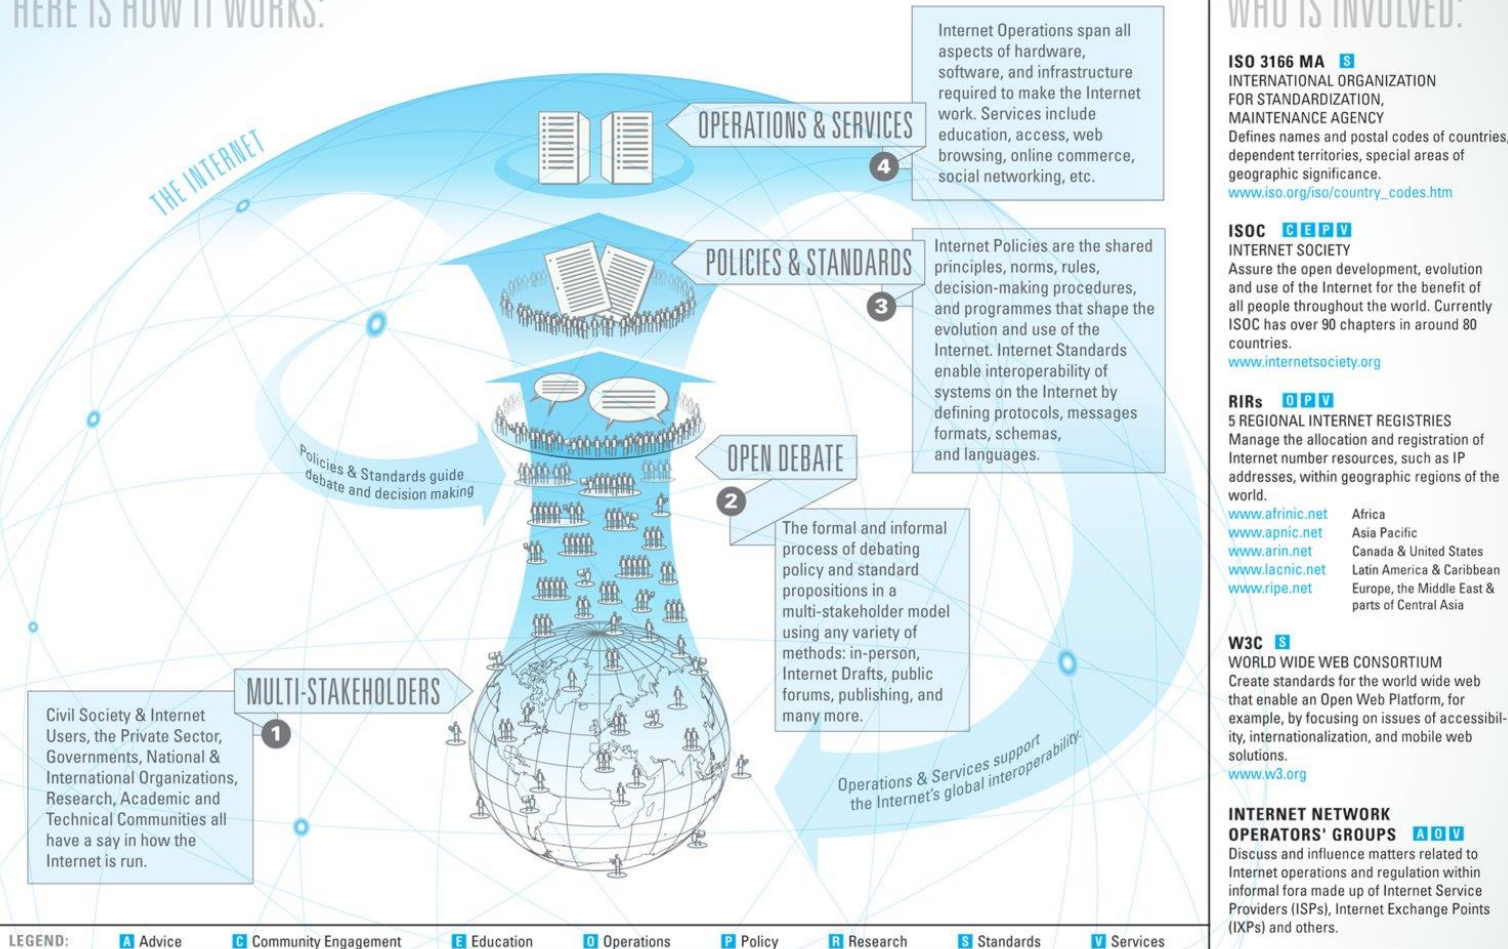 HERE IS HOW IT WORKS:
THE INTERNET
OPERATIONS & SERVICES
4
Internet Operations span all
aspects of hardware,
software, and infrastructure
required to make the Internet
work. Services include
education, access, web
browsing, online commerce,
social networking, etc.
POLICIES & STANDARDS
3
Internet Policies are the shared
principles, norms, rules,
decision-making procedures,
and programmes that shape the
evolution and use of the
Internet. Internet Standards
enable interoperability of
systems on the Internet by
defining protocols, messages
formats, schemas,
and languages.
Policies & Standards guide
debate and decision making
OPEN DEBATE
2
The formal and informal
process of debating
policy and standard
propositions in a
multi-stakeholder model
using any variety of
methods: in-person,
Internet Drafts, public
forums, publishing, and
many more.
MULTI-STAKEHOLDERS
1
Civil Society & Internet
Users, the Private Sector,
Governments, National &
International Organizations,
Research, Academic and
Technical Communities all
have a say in how the
Internet is run.
Operations & Services support
the Internet's global interoperability.
LEGEND: A Advice C Community Engagement E Education O Operations P Policy R Research S Standards V Services
WHO IS INVOLVED:
ISO 3166 MA S
INTERNATIONAL ORGANIZATION
FOR STANDARDIZATION,
MAINTENANCE AGENCY
Defines names and postal codes of countries,
dependent territories, special areas of
geographic significance.
www.iso.org/iso/country_codes.htm
ISOC C E P V
INTERNET SOCIETY
Assure the open development, evolution
and use of the Internet for the benefit of
all people throughout the world. Currently
ISOC has over 90 chapters in around 80
countries.
www.internetsociety.org
RIRs O P V
5 REGIONAL INTERNET REGISTRIES
Manage the allocation and registration of
Internet number resources, such as IP
addresses, within geographic regions of the
world.
www.afrinic.net Africa
www.apnic.net Asia Pacific
www.arin.net Canada & United States
www.lacnic.net Latin America & Caribbean
www.ripe.net Europe, the Middle East &
parts of Central Asia
W3C S
WORLD WIDE WEB CONSORTIUM
Create standards for the world wide web
that enable an Open Web Platform, for
example, by focusing on issues of accessibil-
ity, internationalization, and mobile web
solutions.
www.w3.org
INTERNET NETWORK
OPERATORS' GROUPS A O V
Discuss and influence matters related to
Internet operations and regulation within
informal fora made up of Internet Service
Providers (ISPs), Internet Exchange Points
(IXPs) and others.